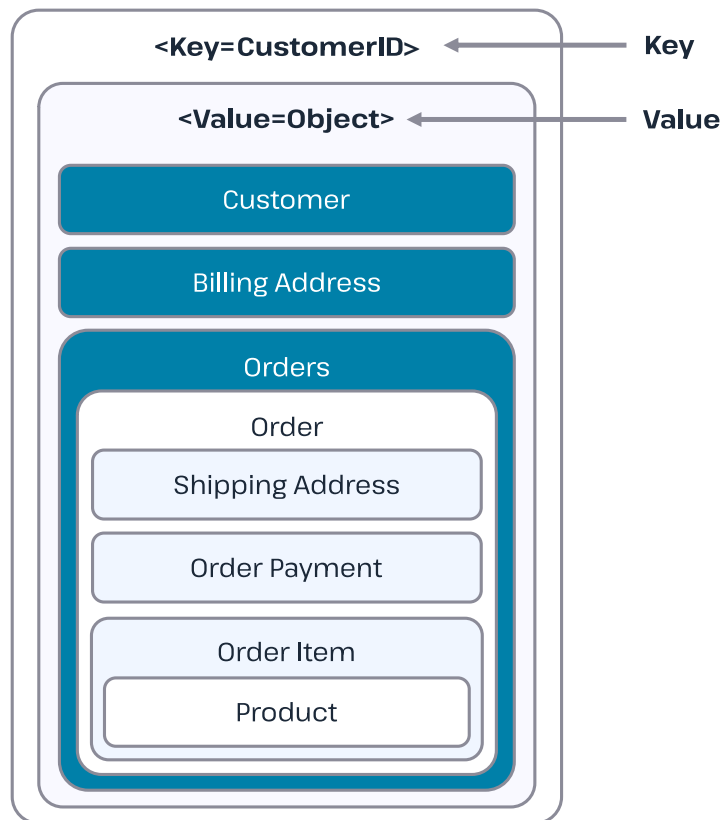 <Key=CustomerID>
Key
<Value=Object>
Value
Customer
Billing Address
Orders
Order
Shipping Address
Order Payment
Order Item
Product